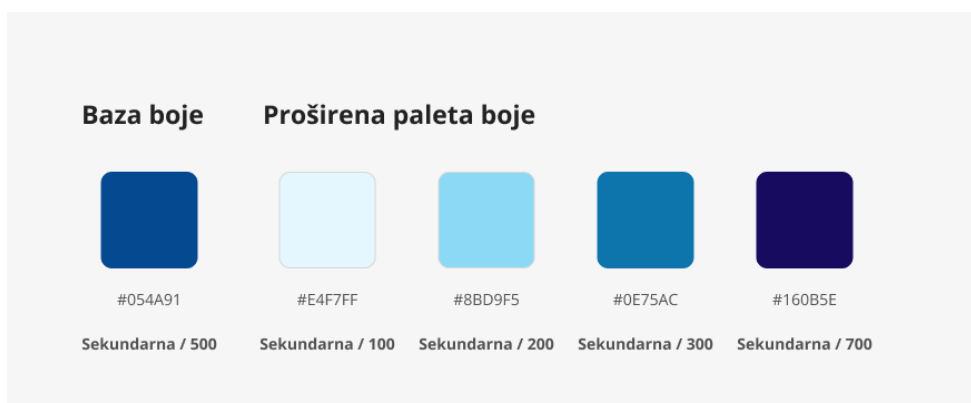 Baza boje
Proširena paleta boje
#054A91
#E4F7FF
#8BD9F5
#0E75AC
#160B5E
Sekundarna / 500
Sekundarna / 100
Sekundarna / 200
Sekundarna / 300
Sekundarna / 700